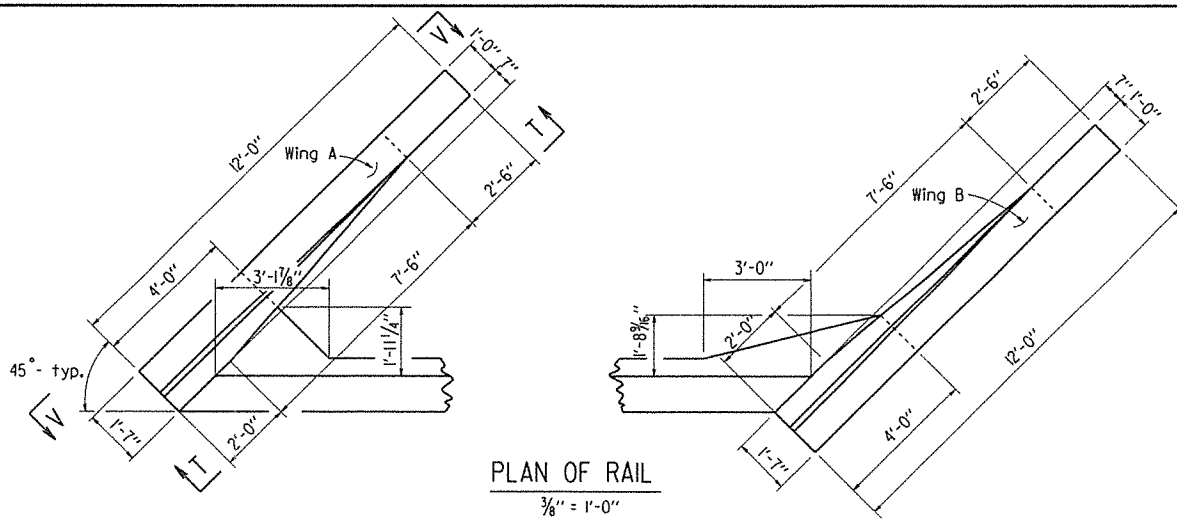 V
1'-0" 7"
12'-0"
T
Wing A
2'-6"
4'-0"
3'-1⅞"
7'-6"
1'-11¼"
45°- typ.
V
1'-7"
2'-0"
T
2'-6"
7" 1'-0"
7'-6"
Wing B
3'-0"
2'-0"
1'-8⁹⁄₁₆"
12'-0"
4'-0"
1'-7"
PLAN OF RAIL
⅜" = 1'-0"